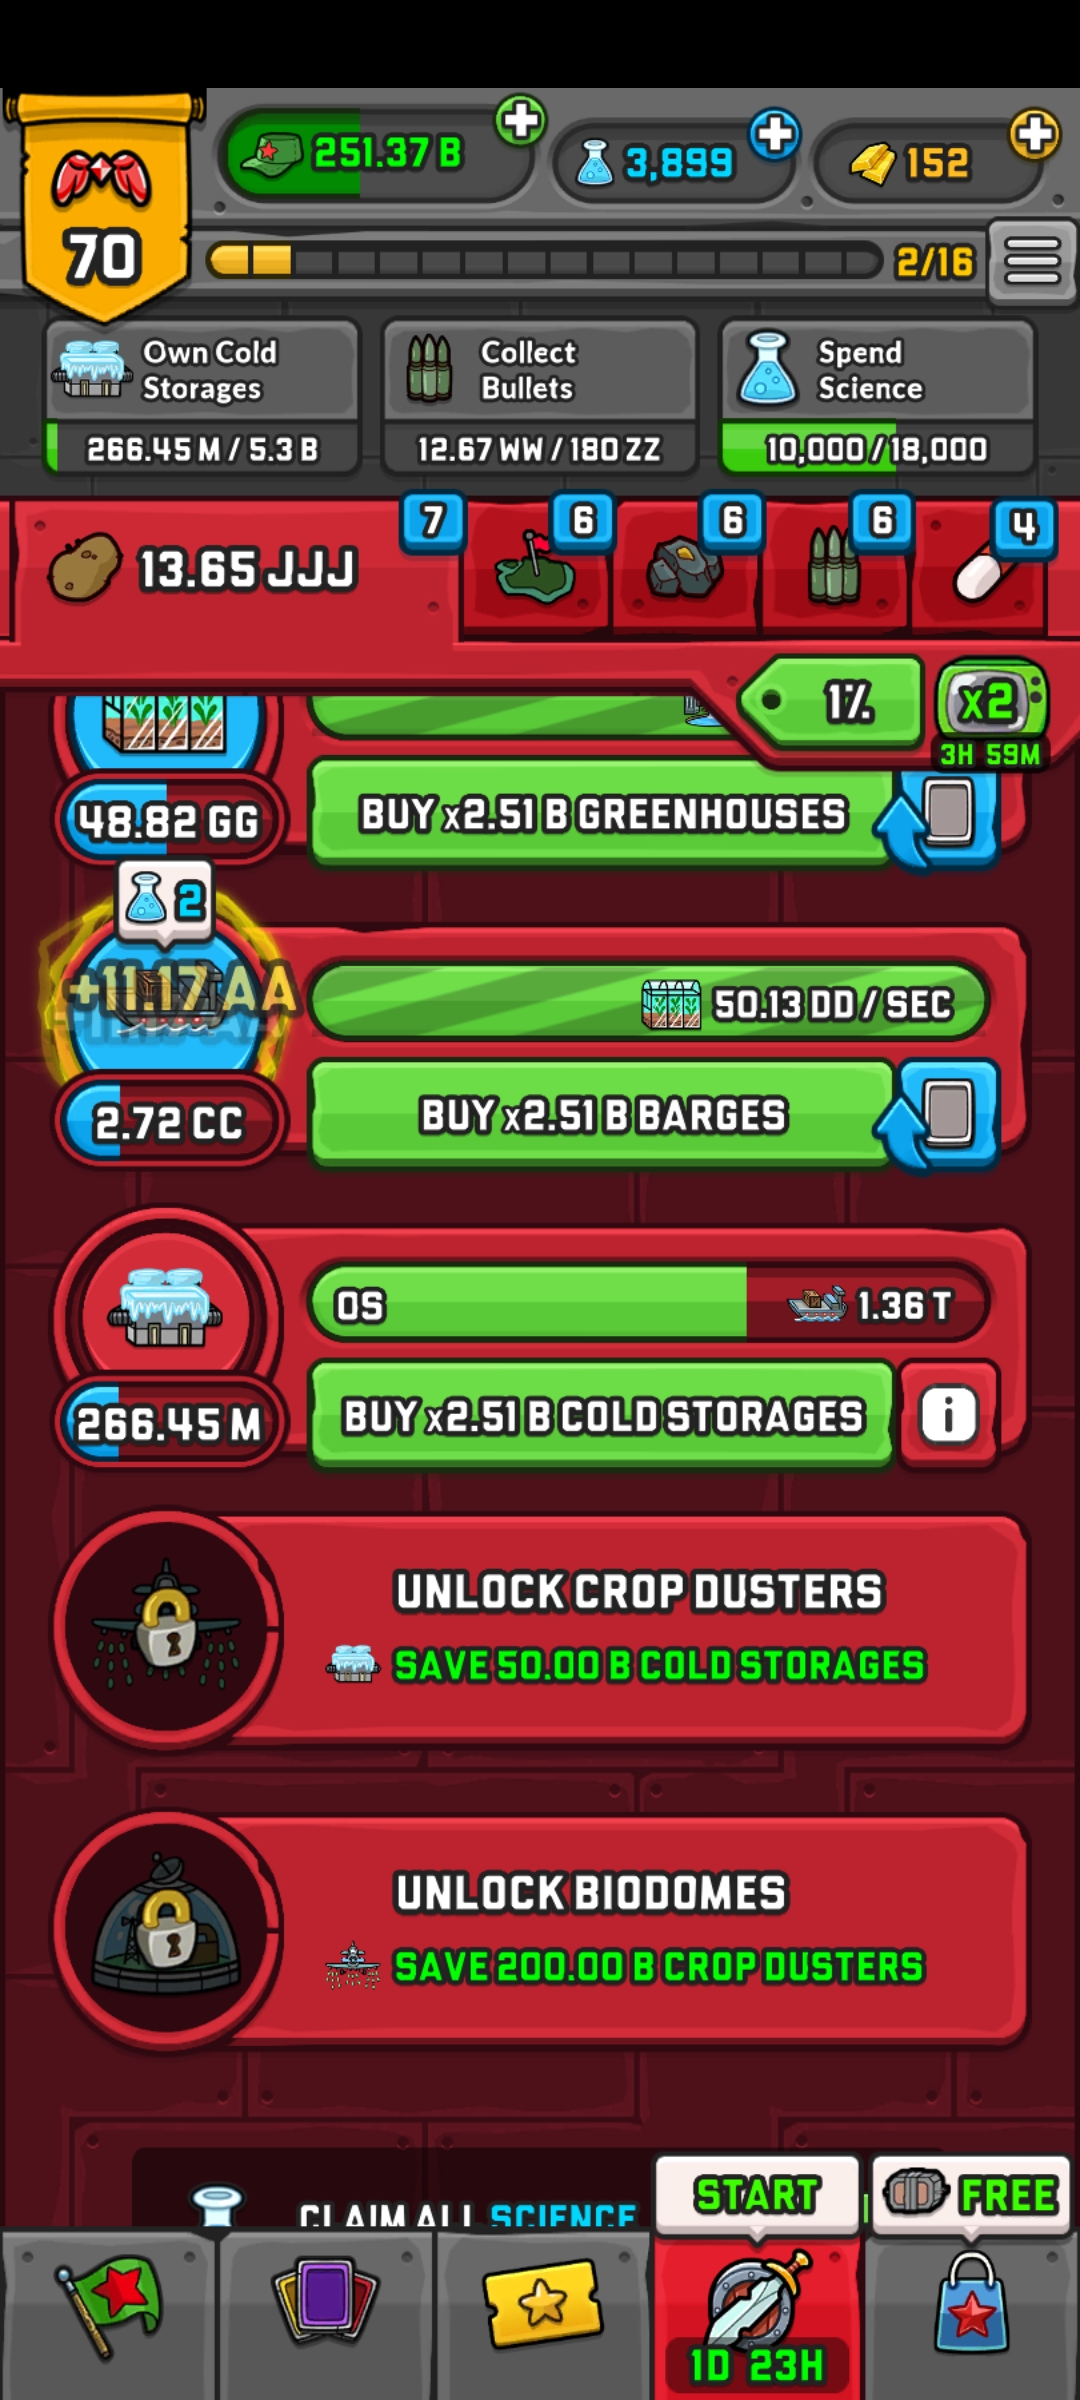 70
251.37 B
3,899
152
2/16
Own Cold
Storages
266.45 M / 5.3 B
Collect
Bullets
12.67 WW / 180 ZZ
Spend
Science
10,000 / 18,000
13.65 JJJ
7
6
6
6
4
1%
x2
3H 59M
48.82 GG
BUY x2.51 B GREENHOUSES
2
+11.17 AA
50.13 DD / SEC
2.72 CC
BUY x2.51 B BARGES
0S
1.36 T
266.45 M
BUY x2.51 B COLD STORAGES
i
UNLOCK CROP DUSTERS
SAVE 50.00 B COLD STORAGES
UNLOCK BIODOMES
SAVE 200.00 B CROP DUSTERS
CLAIM ALL SCIENCE
START
FREE
1D 23H